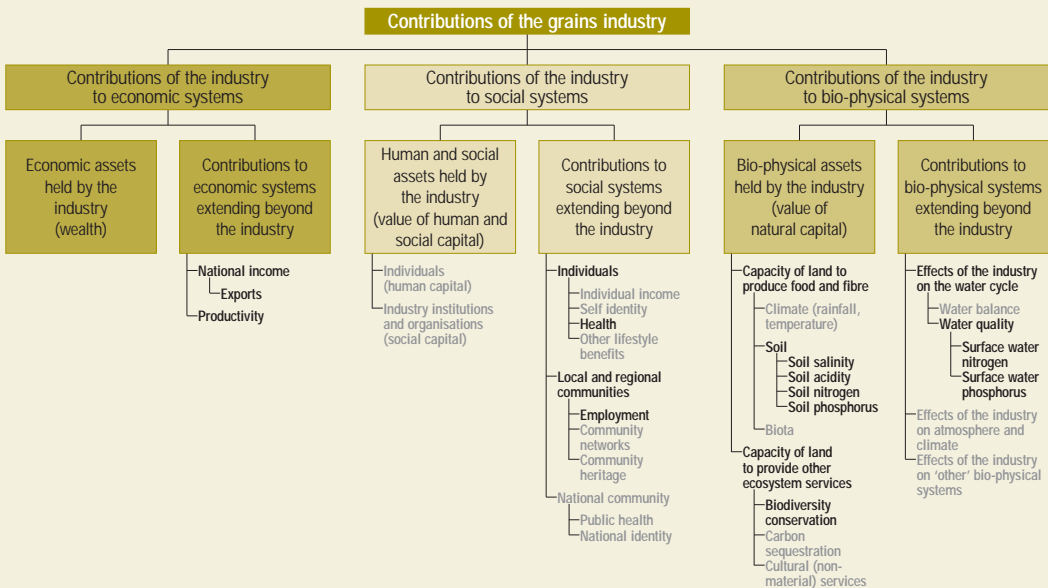 Contributions of the grains industry
Contributions of the industry
to economic systems
Contributions of the industry
to social systems
Contributions of the industry
to bio-physical systems
Economic assets
held by the
industry
(wealth)
Contributions to
economic systems
extending beyond
the industry
Human and social
assets held by
the industry
(value of human and
social capital)
Contributions to
social systems
extending beyond
the industry
Bio-physical assets
held by the industry
(value of
natural capital)
Contributions to
bio-physical systems
extending beyond
the industry
National income
Exports
Productivity
Individuals
(human capital)
Industry institutions
and organisations
(social capital)
Individuals
Individual income
Self identity
Health
Other lifestyle
benefits
Local and regional
communities
Employment
Community
networks
Community
heritage
National community
Public health
National identity
Capacity of land to
produce food and fibre
Climate (rainfall,
temperature)
Soil
Soil salinity
Soil acidity
Soil nitrogen
Soil phosphorus
Biota
Capacity of land
to provide other
ecosystem services
Biodiversity
conservation
Carbon
sequestration
Cultural (non-
material) services
Effects of the industry
on the water cycle
Water balance
Water quality
Surface water
nitrogen
Surface water
phosphorus
Effects of the industry
on atmosphere and
climate
Effects of the industry
on ‘other’ bio-physical
systems